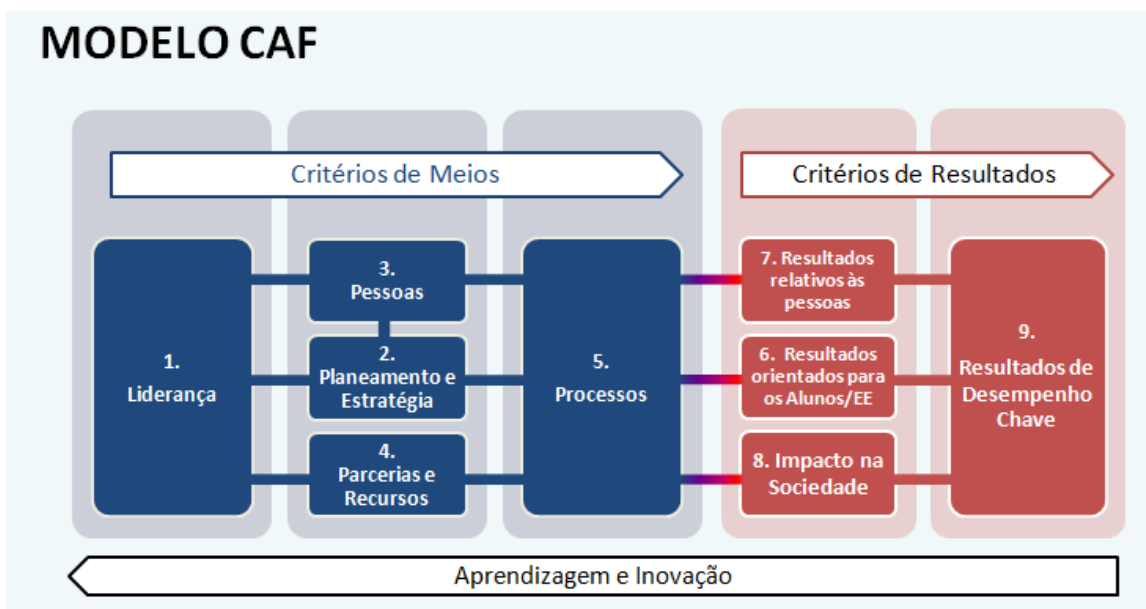 MODELO CAF
Critérios de Meios
Critérios de Resultados
1.
Liderança
3.
Pessoas
2.
Planeamento e
Estratégia
4.
Parcerias e
Recursos
5.
Processos
7. Resultados
relativos às
pessoas
6. Resultados
orientados para
os Alunos/EE
8. Impacto na
Sociedade
9.
Resultados de
Desempenho
Chave
Aprendizagem e Inovação